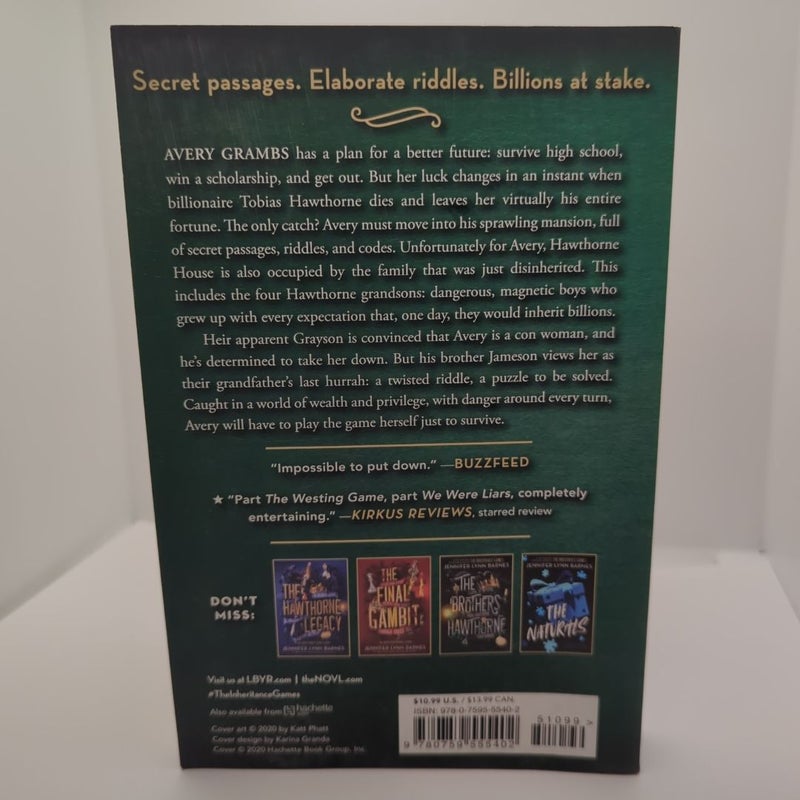 Secret passages. Elaborate riddles. Billions at stake.
AVERY GRAMBS has a plan for a better future: survive high school,
win a scholarship, and get out. But her luck changes in an instant when
billionaire Tobias Hawthorne dies and leaves her virtually his entire
fortune. The only catch? Avery must move into his sprawling mansion, full
of secret passages, riddles, and codes. Unfortunately for Avery, Hawthorne
House is also occupied by the family that was just disinherited. This
includes the four Hawthorne grandsons: dangerous, magnetic boys who
grew up with every expectation that, one day, they would inherit billions.
Heir apparent Grayson is convinced that Avery is a con woman, and
he's determined to take her down. But his brother Jameson views her as
their grandfather's last hurrah: a twisted riddle, a puzzle to be solved.
Caught in a world of wealth and privilege, with danger around every turn,
Avery will have to play the game herself just to survive.
"Impossible to put down." —BUZZFEED
★ "Part The Westing Game, part We Were Liars, completely
entertaining." —KIRKUS REVIEWS, starred review
DON'T
MISS:
THE
HAWTHORNE
LEGACY
JENNIFER LYNN BARNES
THE
FINAL
GAMBIT
JENNIFER LYNN BARNES
JENNIFER LYNN BARNES
THE
BROTHERS
HAWTHORNE
JENNIFER LYNN BARNES
THE
NATURALS
Visit us at LBYR.com | theNOVL.com
#TheInheritanceGames
Also available from hachette
Cover art © 2020 by Katt Phatt
Cover design by Karina Granda
Cover © 2020 Hachette Book Group, Inc.
$10.99 U.S. / $13.99 CAN.
ISBN: 978-0-7595-5540-2
51099
9 780759 555402